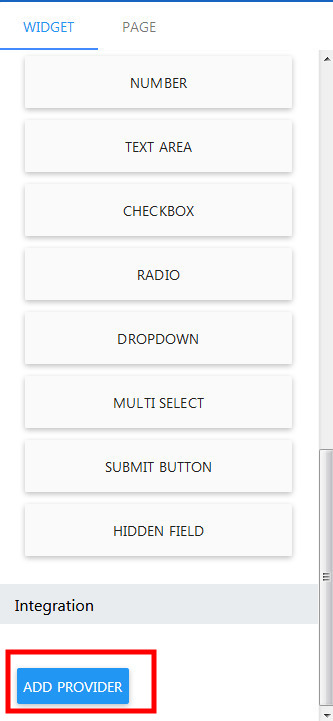 WIDGET PAGE
NUMBER
TEXT AREA
CHECKBOX
RADIO
DROPDOWN
MULTI SELECT
SUBMIT BUTTON
HIDDEN FIELD
Integration
ADD PROVIDER